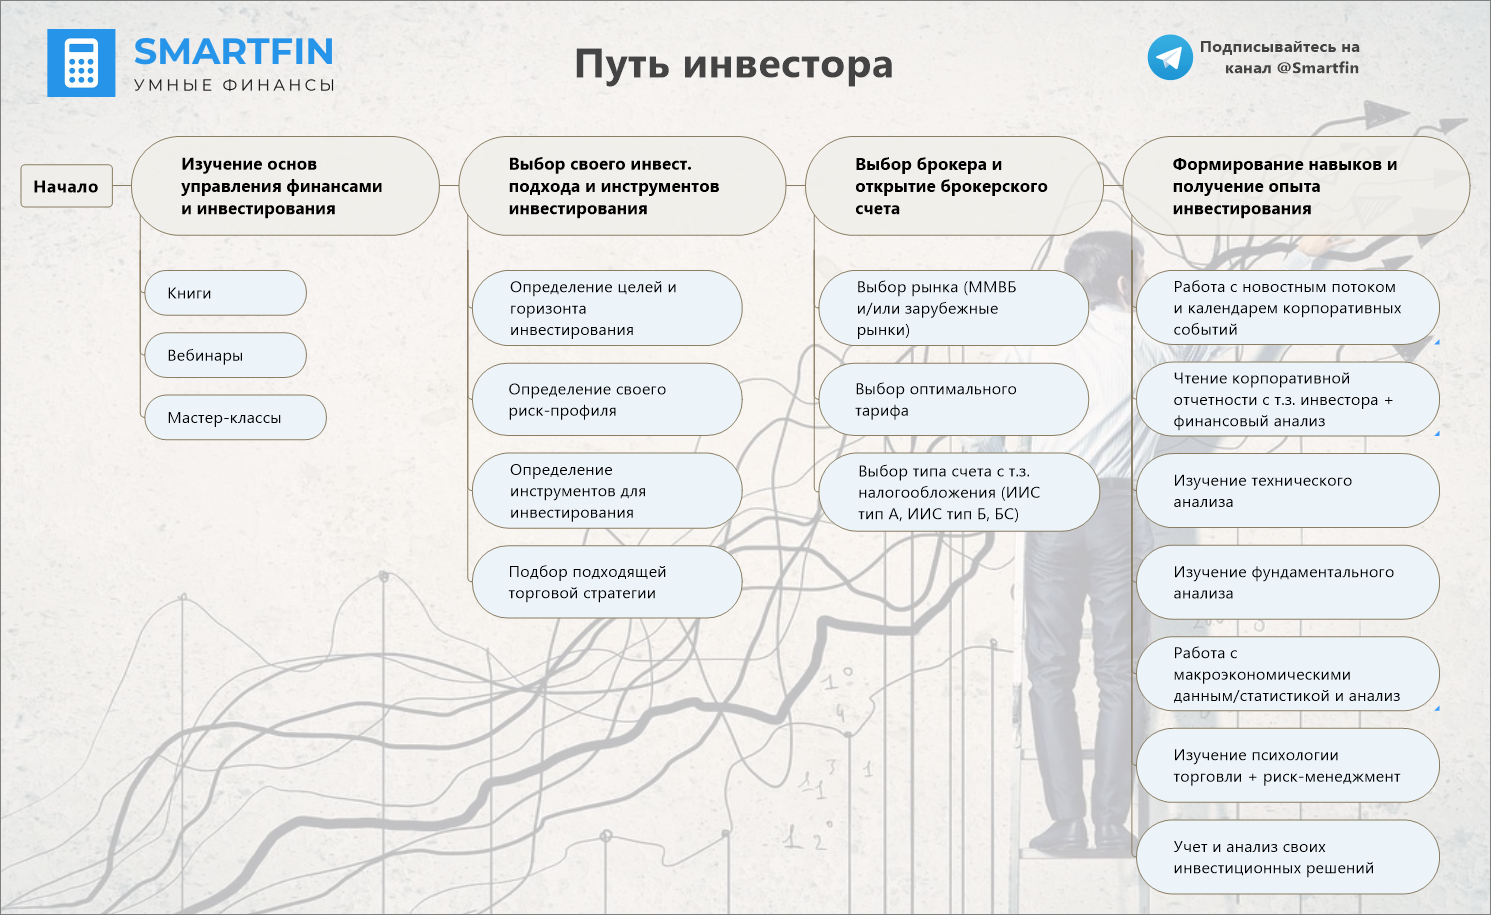 SMARTFIN
УМНЫЕ ФИНАНСЫ
Путь инвестора
Подписывайтесь на
канал @Smartfin
Начало
Изучение основ
управления финансами
и инвестирования
Книги
Вебинары
Мастер-классы
Выбор своего инвест.
подхода и инструментов
инвестирования
Определение целей и
горизонта
инвестирования
Определение своего
риск-профиля
Определение
инструментов для
инвестирования
Подбор подходящей
торговой стратегии
Выбор брокера и
открытие брокерского
счета
Выбор рынка (ММВБ
и/или зарубежные
рынки)
Выбор оптимального
тарифа
Выбор типа счета с т.з.
налогообложения (ИИС
тип А, ИИС тип Б, БС)
Формирование навыков и
получение опыта
инвестирования
Работа с новостным потоком
и календарем корпоративных
событий
Чтение корпоративной
отчетности с т.з. инвестора +
финансовый анализ
Изучение технического
анализа
Изучение фундаментального
анализа
Работа с
макроэкономическими
данным/статистикой и анализ
Изучение психологии
торговли + риск-менеджмент
Учет и анализ своих
инвестиционных решений